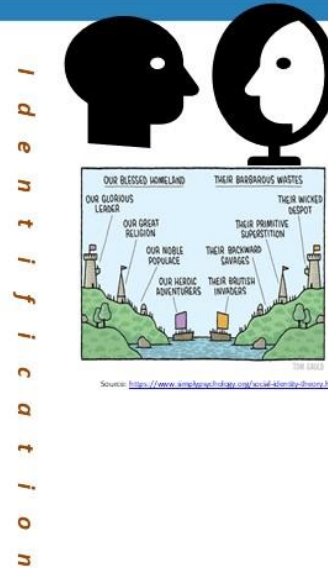 Identification
OUR BLESSED HOMELAND
THEIR BARBAROUS WASTES
OUR GLORIOUS
LEADER
THEIR WICKED
DESPOT
OUR GREAT
RELIGION
THEIR PRIMITIVE
SUPERSTITION
OUR NOBLE
POPULACE
THEIR BACKWARD
SAVAGES
OUR HEROIC
ADVENTURERS
THEIR BRUTISH
INVADERS
TOM GAULD
Source: https://www.simplypsychology.org/social-identity-theory.h